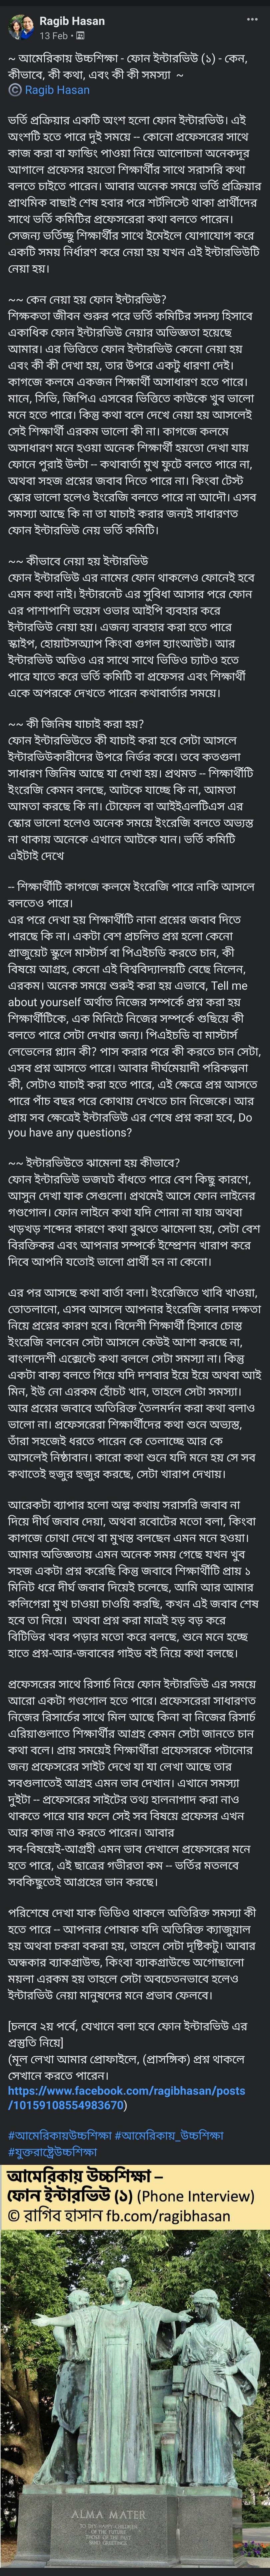 Ragib Hasan
13 Feb
~ আমেরিকায় উচ্চশিক্ষা - ফোন ইন্টারভিউ (১) - কেন,
কীভাবে, কী কথা, এবং কী কী সমস্যা ~
© Ragib Hasan
ভর্তি প্রক্রিয়ার একটি অংশ হলো ফোন ইন্টারভিউ। এই
অংশটি হতে পারে দুই সময়ে -- কোনো প্রফেসরের সাথে
কাজ করা বা ফান্ডিং পাওয়া নিয়ে আলোচনা অনেকদূর
আগালে প্রফেসর হয়তো শিক্ষার্থীর সাথে সরাসরি কথা
বলতে চাইতে পারেন। আবার অনেক সময়ে ভর্তি প্রক্রিয়ার
প্রাথমিক বাছাই শেষ হবার পরে শর্টলিস্টে থাকা প্রার্থীদের
সাথে ভর্তি কমিটির প্রফেসরেরা কথা বলতে পারেন।
সেজন্য ভর্তিচ্ছু শিক্ষার্থীর সাথে ইমেইলে যোগাযোগ করে
একটি সময় নির্ধারণ করে নেয়া হয় যখন এই ইন্টারভিউটি
নেয়া হয়।
~~ কেন নেয়া হয় ফোন ইন্টারভিউ?
শিক্ষকতা জীবন শুরুর পরে ভর্তি কমিটির সদস্য হিসাবে
একাধিক ফোন ইন্টারভিউ নেয়ার অভিজ্ঞতা হয়েছে
আমার। এর ভিত্তিতে ফোন ইন্টারভিউ কেনো নেয়া হয়
এবং কী কী দেখা হয়, তার উপরে একটু ধারণা দেই।
কাগজে কলমে একজন শিক্ষার্থী অসাধারণ হতে পারে।
মানে, সিভি, জিপিএ এসবের ভিত্তিতে কাউকে খুব ভালো
মনে হতে পারে। কিন্তু কথা বলে দেখে নেয়া হয় আসলেই
সেই শিক্ষার্থী এরকম ভালো কী না। কাগজে কলমে
অসাধারণ মনে হওয়া অনেক শিক্ষার্থী হয়তো দেখা যায়
ফোনে পুরাই উল্টা -- কথাবার্তা মুখ ফুটে বলতে পারে না,
অথবা সহজ প্রশ্নের জবাব দিতে পারে না। কিংবা টেস্ট
স্কোর ভালো হলেও ইংরেজি বলতে পারে না আদৌ। এসব
সমস্যা আছে কি না তা যাচাই করার জন্যই সাধারণত
ফোন ইন্টারভিউ নেয় ভর্তি কমিটি।
~~ কীভাবে নেয়া হয় ইন্টারভিউ
ফোন ইন্টারভিউ এর নামের ফোন থাকলেও ফোনেই হবে
এমন কথা নাই। ইন্টারনেট এর সুবিধা আসার পরে ফোন
এর পাশাপাশি ভয়েস ওভার আইপি ব্যবহার করে
ইন্টারভিউ নেয়া হয়। এজন্য ব্যবহার করা হতে পারে
স্কাইপ, হোয়াটসঅ্যাপ কিংবা গুগল হ্যাংআউট। আর
ইন্টারভিউ অডিও এর সাথে সাথে ভিডিও চ্যাটও হতে
পারে যাতে করে ভর্তি কমিটি বা প্রফেসর এবং শিক্ষার্থী
একে অপরকে দেখতে পারেন কথাবার্তার সময়ে।
~~ কী জিনিষ যাচাই করা হয়?
ফোন ইন্টারভিউতে কী যাচাই করা হবে সেটা আসলে
ইন্টারভিউকারীদের উপরে নির্ভর করে। তবে কতগুলা
সাধারণ জিনিষ আছে যা দেখা হয়। প্রথমত -- শিক্ষার্থীটি
ইংরেজি কেমন বলছে, আটকে যাচ্ছে কি না, আমতা
আমতা করছে কি না। টোফেল বা আইইএলটিএস এর
স্কোর ভালো হলেও অনেক সময়ে ইংরেজি বলতে অভ্যস্ত
না থাকায় অনেকে এখানে আটকে যান। ভর্তি কমিটি
এইটাই দেখে
-- শিক্ষার্থীটি কাগজে কলমে ইংরেজি পারে নাকি আসলে
বলতেও পারে।
এর পরে দেখা হয় শিক্ষার্থীটি নানা প্রশ্নের জবাব দিতে
পারছে কি না। একটা বেশ প্রচলিত প্রশ্ন হলো কেনো
গ্রাজুয়েট স্কুলে মাস্টার্স বা পিএইচডি করতে চান, কী
বিষয়ে আগ্রহ, কেনো এই বিশ্ববিদ্যালয়টি বেছে নিলেন,
এরকম। অনেক সময়ে শুরুই করা হয় এভাবে, Tell me
about yourself অর্থাত নিজের সম্পর্কে প্রশ্ন করা হয়
শিক্ষার্থীটিকে, এক মিনিটে নিজের সম্পর্কে গুছিয়ে কী
বলতে পারে সেটা দেখার জন্য। পিএইচডি বা মাস্টার্স
লেভেলের প্ল্যান কী? পাস করার পরে কী করতে চান সেটা,
এসব প্রশ্ন আসতে পারে। আবার দীর্ঘমেয়াদী পরিকল্পনা
কী, সেটাও যাচাই করা হতে পারে, এই ক্ষেত্রে প্রশ্ন আসতে
পারে পাঁচ বছর পরে কোথায় দেখতে চান নিজেকে। আর
প্রায় সব ক্ষেত্রেই ইন্টারভিউ এর শেষে প্রশ্ন করা হবে, Do
you have any questions?
~~ ইন্টারভিউতে ঝামেলা হয় কীভাবে?
ফোন ইন্টারভিউ ভজঘট বাঁধতে পারে বেশ কিছু কারণে,
আসুন দেখা যাক সেগুলো। প্রথমেই আসে ফোন লাইনের
গণ্ডগোল। ফোন লাইনে কথা যদি শোনা না যায় অথবা
খড়খড় শব্দের কারণে কথা বুঝতে ঝামেলা হয়, সেটা বেশ
বিরক্তিকর এবং আপনার সম্পর্কে ইম্প্রেশন খারাপ করে
দিবে আপনি যতোই ভালো প্রার্থী হন না কেনো।
এর পর আসছে কথা বার্তা বলা। ইংরেজিতে খাবি খাওয়া,
তোতলানো, এসব আসলে আপনার ইংরেজি বলার দক্ষতা
নিয়ে প্রশ্নের কারণ হবে। বিদেশী শিক্ষার্থী হিসাবে চোস্ত
ইংরেজি বলবেন সেটা আসলে কেউই আশা করছে না,
বাংলাদেশী এক্সেন্টে কথা বললে সেটা সমস্যা না। কিন্তু
একটা বাক্য বলতে গিয়ে যদি দশবার ইয়ে ইয়ে অথবা আই
মিন, ইউ নো এরকম হোঁচট খান, তাহলে সেটা সমস্যা।
আর প্রশ্নের জবাবে অতিরিক্ত তৈলমর্দন করা কথা বলাও
ভালো না। প্রফেসরেরা শিক্ষার্থীদের কথা শুনে অভ্যস্ত,
তাঁরা সহজেই ধরতে পারেন কে তেলাচ্ছে আর কে
আসলেই নিষ্ঠাবান। কারো কথা শুনে যদি মনে হয় সে সব
কথাতেই হুজুর হুজুর করছে, সেটা খারাপ দেখায়।
আরেকটা ব্যাপার হলো অল্প কথায় সরাসরি জবাব না
দিয়ে দীর্ঘ জবাব দেয়া, অথবা রবোটের মতো বলা, কিংবা
কাগজে চোথা দেখে বা মুখস্ত বলছেন এমন মনে হওয়া।
আমার অভিজ্ঞতায় এমন অনেক সময় গেছে যখন খুব
সহজ একটা প্রশ্ন করেছি কিন্তু জবাবে শিক্ষার্থীটি প্রায় ১
মিনিট ধরে দীর্ঘ জবাব দিয়েই চলেছে, আমি আর আমার
কলিগেরা মুখ চাওয়া চাওয়ি করছি, কখন এই জবাব শেষ
হবে তা নিয়ে। অথবা প্রশ্ন করা মাত্রই হড় বড় করে
বিটিভির খবর পড়ার মতো করে বলছে, শুনে মনে হচ্ছে
হাতে প্রশ্ন-আর-জবাবের গাইড বই নিয়ে কথা বলছে।
প্রফেসরের সাথে রিসার্চ নিয়ে ফোন ইন্টারভিউ এর সময়ে
আরো একটা গণ্ডগোল হতে পারে। প্রফেসরেরা সাধারণত
নিজের রিসার্চের সাথে মিল আছে কিনা বা নিজের রিসার্চ
এরিয়াগুলাতে শিক্ষার্থীর আগ্রহ কেমন সেটা জানতে চান
কথা বলে। প্রায় সময়েই শিক্ষার্থীরা প্রফেসরকে পটানোর
জন্য প্রফেসরের সাইট দেখে যা যা লেখা আছে তার
সবগুলাতেই আগ্রহ এমন ভাব দেখান। এখানে সমস্যা
দুইটা -- প্রফেসরের সাইটের তথ্য হালনাগাদ করা নাও
থাকতে পারে যার ফলে সেই সব বিষয়ে প্রফেসর এখন
আর কাজ নাও করতে পারেন। আবার
সব-বিষয়েই-আগ্রহী এমন ভাব দেখালে প্রফেসরের মনে
হতে পারে, এই ছাত্রের গভীরতা কম -- ভর্তির মতলবে
সবকিছুতেই আগ্রহের ভান করছে।
পরিশেষে দেখা যাক ভিডিও থাকলে অতিরিক্ত সমস্যা কী
হতে পারে -- আপনার পোষাক যদি অতিরিক্ত ক্যাজুয়াল
হয় অথবা চকরা বকরা হয়, তাহলে সেটা দৃষ্টিকটু। আবার
অন্ধকার ব্যাকগ্রাউন্ড, কিংবা ব্যাকগ্রাউন্ডে অগোছালো
ময়লা এরকম হয় তাহলে সেটা অবচেতনভাবে হলেও
ইন্টারভিউ নেয়া মানুষদের মনে প্রভাব ফেলবে।
[চলবে ২য় পর্বে, যেখানে বলা হবে ফোন ইন্টারভিউ এর
প্রস্তুতি নিয়ে]
(মূল লেখা আমার প্রোফাইলে, (প্রাসঙ্গিক) প্রশ্ন থাকলে
সেখানে করতে পারেন।
https://www.facebook.com/ragibhasan/posts
/10159108554983670)
#আমেরিকায়উচ্চশিক্ষা #আমেরিকায়_উচ্চশিক্ষা
#যুক্তরাষ্ট্রেউচ্চশিক্ষা
আমেরিকায় উচ্চশিক্ষা –
ফোন ইন্টারভিউ (১) (Phone Interview)
© রাগিব হাসান fb.com/ragibhasan
ALMA MATER
TO THY HAPPY CHILDREN
OF THE FUTURE
THOSE OF THE PAST
SEND GREETINGS